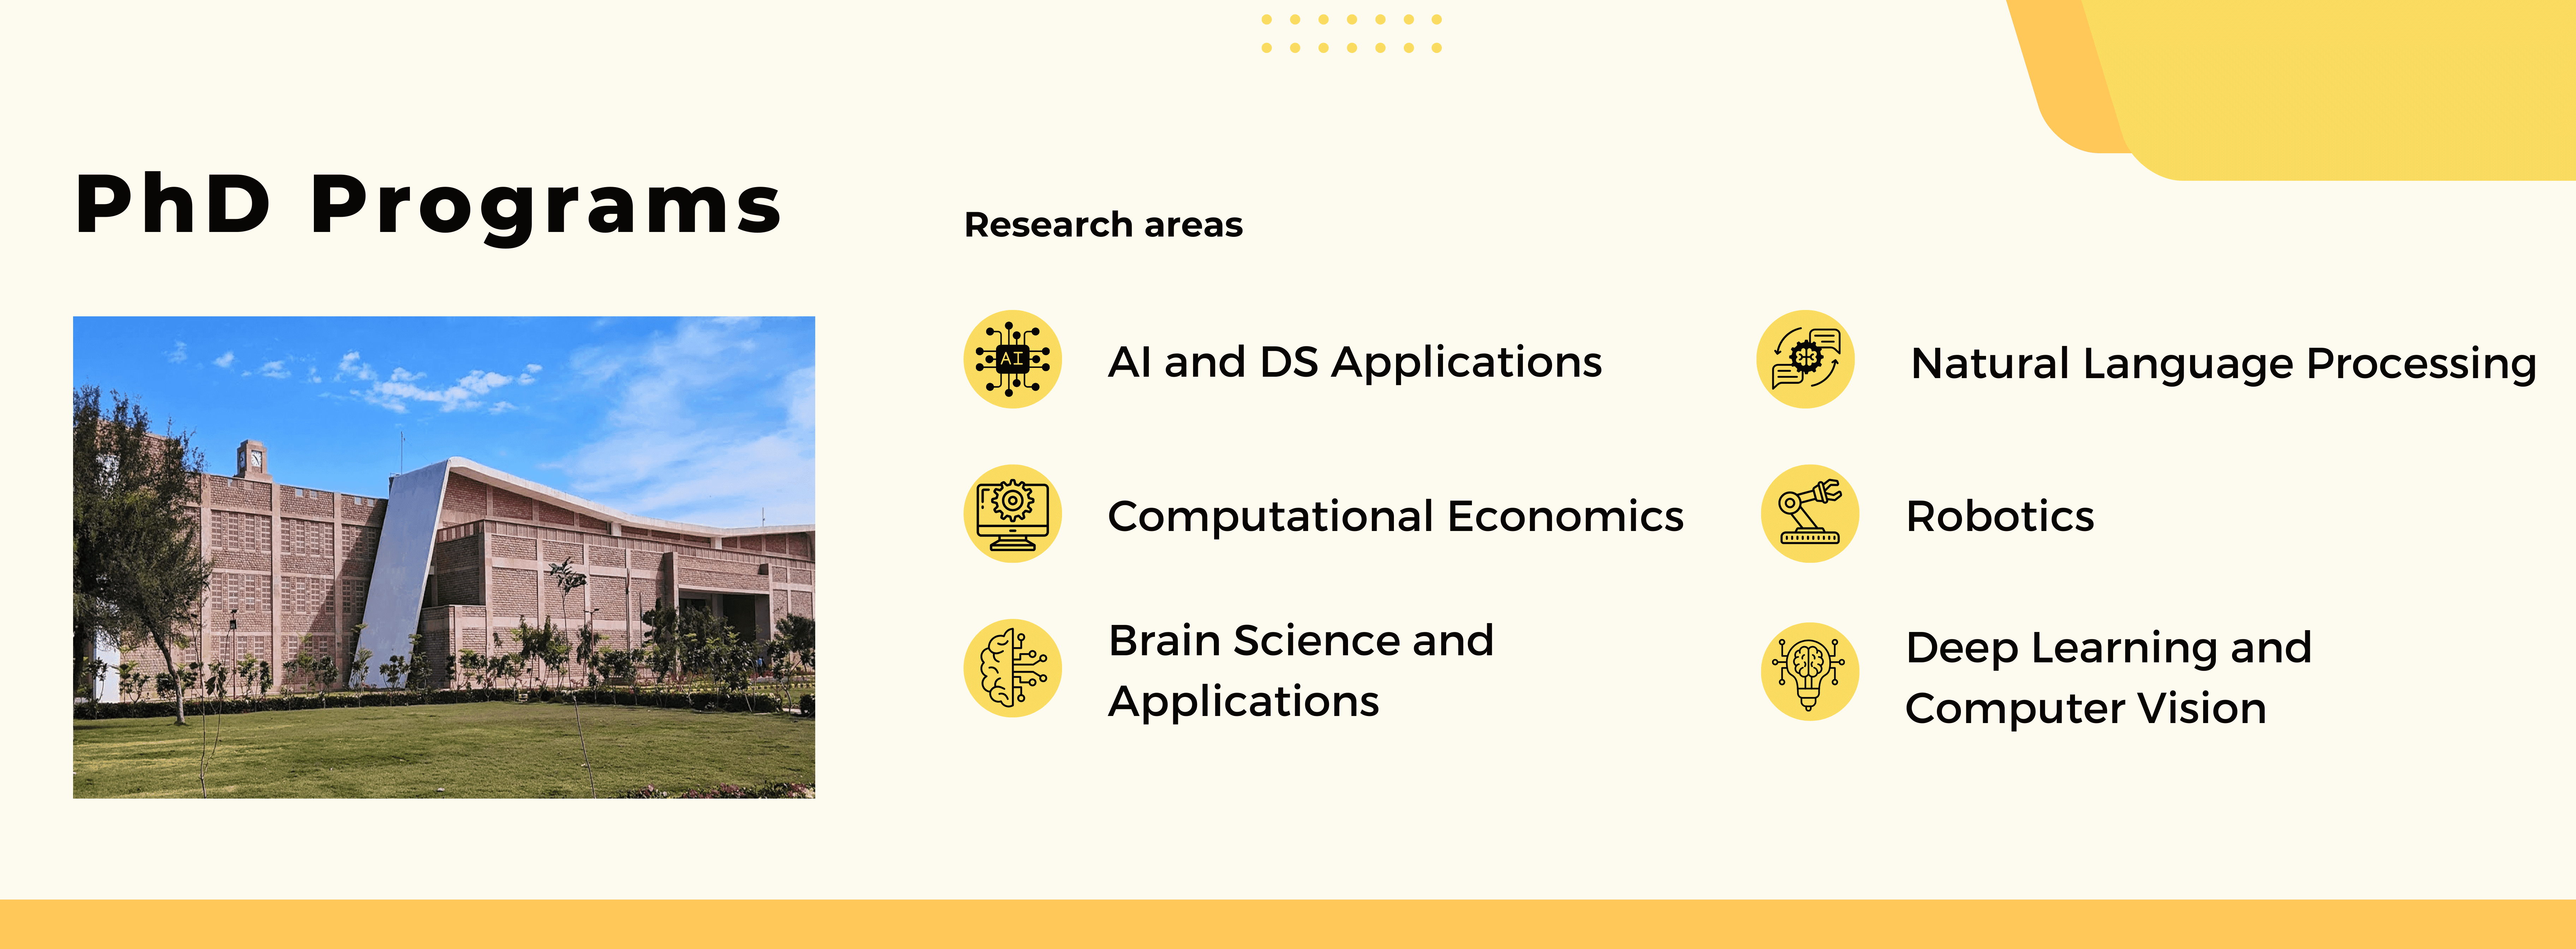 PhD Programs
Research areas
AI
AI and DS Applications
Natural Language Processing
Computational Economics
Robotics
Brain Science and
Applications
Deep Learning and
Computer Vision